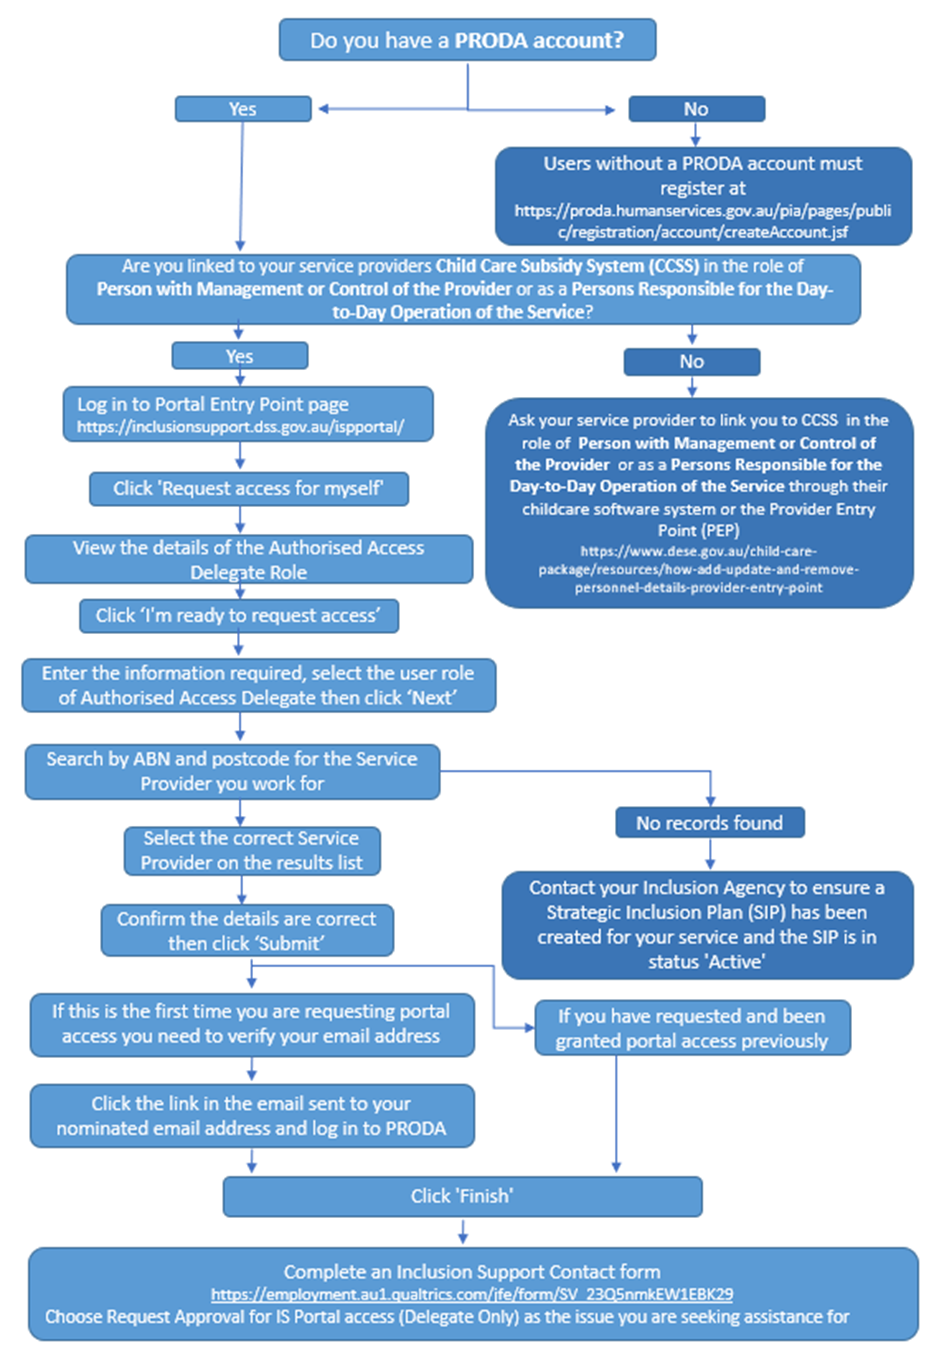 Do you have a PRODA account?
Yes
No
Users without a PRODA account must
register at
https://proda.humanservices.gov.au/pia/pages/publi
c/registration/account/createAccount.jsf
Are you linked to your service providers Child Care Subsidy System (CCSS) in the role of
Person with Management or Control of the Provider or as a Persons Responsible for the Day-
to-Day Operation of the Service?
Yes
No
Log in to Portal Entry Point page
https://inclusionsupport.dss.gov.au/ispportal/
Ask your service provider to link you to CCSS in the
role of Person with Management or Control of
the Provider or as a Persons Responsible for the
Day-to-Day Operation of the Service through their
childcare software system or the Provider Entry
Point (PEP)
https://www.dese.gov.au/child-care-
package/resources/how-add-update-and-remove-
personnel-details-provider-entry-point
Click 'Request access for myself'
View the details of the Authorised Access
Delegate Role
Click ‘I'm ready to request access’
Enter the information required, select the user role
of Authorised Access Delegate then click ‘Next’
Search by ABN and postcode for the Service
Provider you work for
No records found
Select the correct Service
Provider on the results list
Contact your Inclusion Agency to ensure a
Strategic Inclusion Plan (SIP) has been
created for your service and the SIP is in
status 'Active'
Confirm the details are correct
then click ‘Submit’
If this is the first time you are requesting portal
access you need to verify your email address
If you have requested and been
granted portal access previously
Click the link in the email sent to your
nominated email address and log in to PRODA
Click 'Finish'
Complete an Inclusion Support Contact form
https://employment.au1.qualtrics.com/jfe/form/SV_23Q5nmkEW1EBK29
Choose Request Approval for IS Portal access (Delegate Only) as the issue you are seeking assistance for